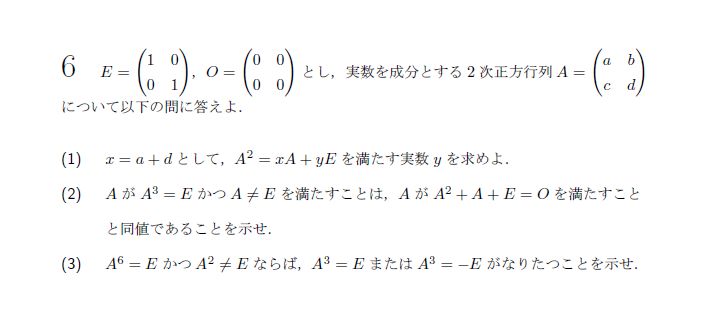 6 $E = \begin{pmatrix} 1 & 0 \\ 0 & 1 \end{pmatrix}$, $O = \begin{pmatrix} 0 & 0 \\ 0 & 0 \end{pmatrix}$ とし，実数を成分とする 2 次正方行列 $A = \begin{pmatrix} a & b \\ c & d \end{pmatrix}$
について以下の問に答えよ．
(1) $x = a + d$ として，$A^2 = xA + yE$ を満たす実数 $y$ を求めよ．
(2) $A$ が $A^3 = E$ かつ $A \neq E$ を満たすことは，$A$ が $A^2 + A + E = O$ を満たすこと
と同値であることを示せ．
(3) $A^6 = E$ かつ $A^2 \neq E$ ならば，$A^3 = E$ または $A^3 = -E$ がなりたつことを示せ．